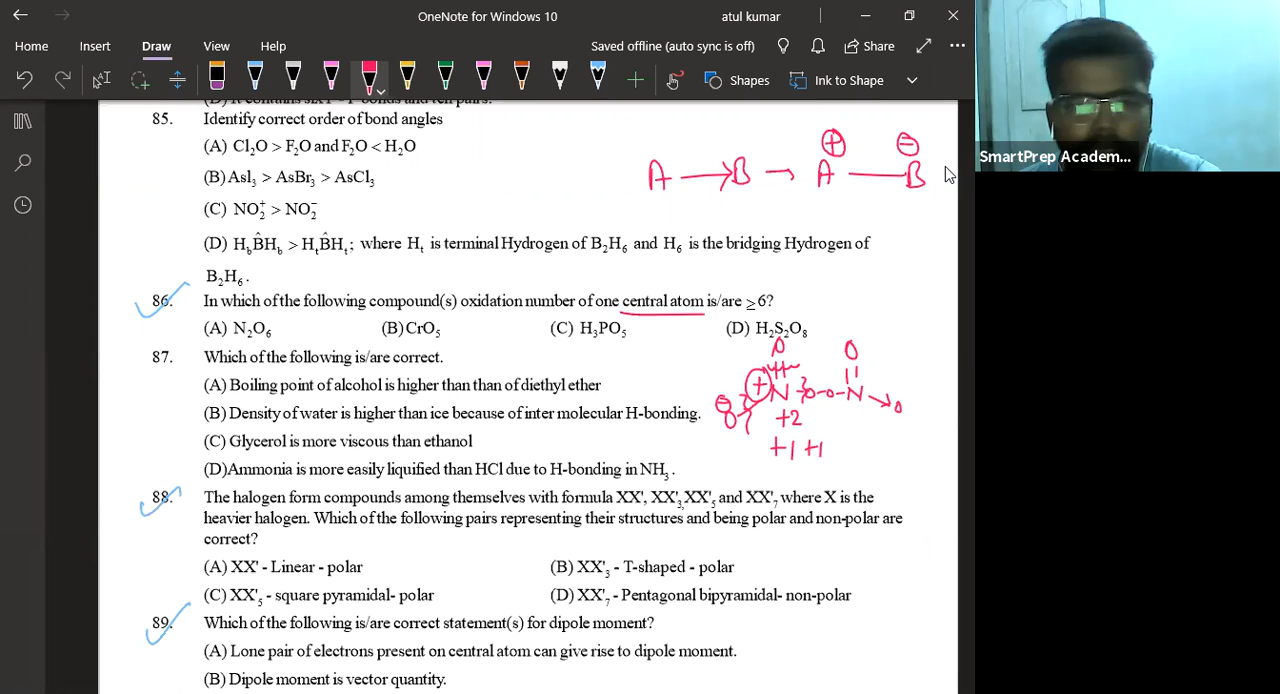 OneNote for Windows 10
atul kumar
Home Insert Draw View Help
Saved offline (auto sync is off)
Share
Shapes
Ink to Shape
85. Identify correct order of bond angles
(A) Cl₂O > F₂O and F₂O < H₂O
(B) AsI₃ > AsBr₃ > AsCl₃
(C) NO₂⁺ > NO₂⁻
(D) H_bB̂H_b > H_tB̂H_t; where H_t is terminal Hydrogen of B₂H₆ and H₆ is the bridging Hydrogen of
B₂H₆.
A → B → A⊕ — B⊖
86. In which of the following compound(s) oxidation number of one central atom is/are ≥6?
(A) N₂O₆ (B) CrO₅ (C) H₃PO₅ (D) H₂S₂O₈
87. Which of the following is/are correct.
(A) Boiling point of alcohol is higher than than of diethyl ether
(B) Density of water is higher than ice because of inter molecular H-bonding.
(C) Glycerol is more viscous than ethanol
(D)Ammonia is more easily liquified than HCl due to H-bonding in NH₃.
O O
⊕ N -O-O-N → O
⊖ O
+2
+1 +1
88. The halogen form compounds among themselves with formula XX', XX'₃,XX'₅ and XX'₇ where X is the
heavier halogen. Which of the following pairs representing their structures and being polar and non-polar are
correct?
(A) XX' - Linear - polar (B) XX'₃ - T-shaped - polar
(C) XX'₅ - square pyramidal- polar (D) XX'₇ - Pentagonal bipyramidal- non-polar
89. Which of the following is/are correct statement(s) for dipole moment?
(A) Lone pair of electrons present on central atom can give rise to dipole moment.
(B) Dipole moment is vector quantity.
SmartPrep Academ...